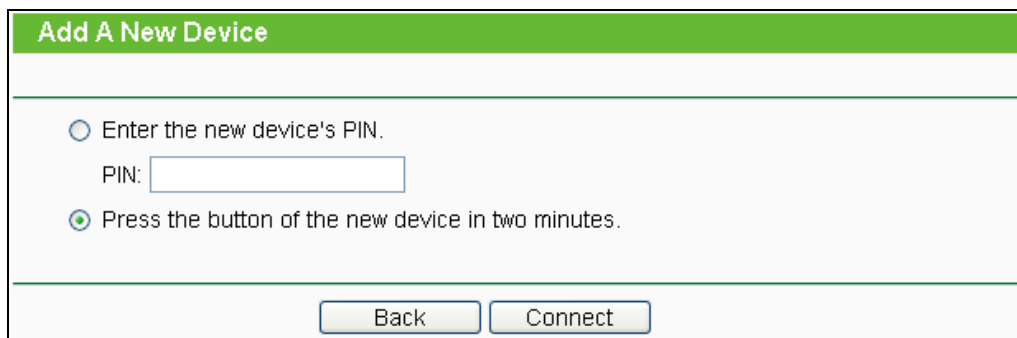 Add A New Device
Enter the new device's PIN.
PIN:
Press the button of the new device in two minutes.
Back Connect